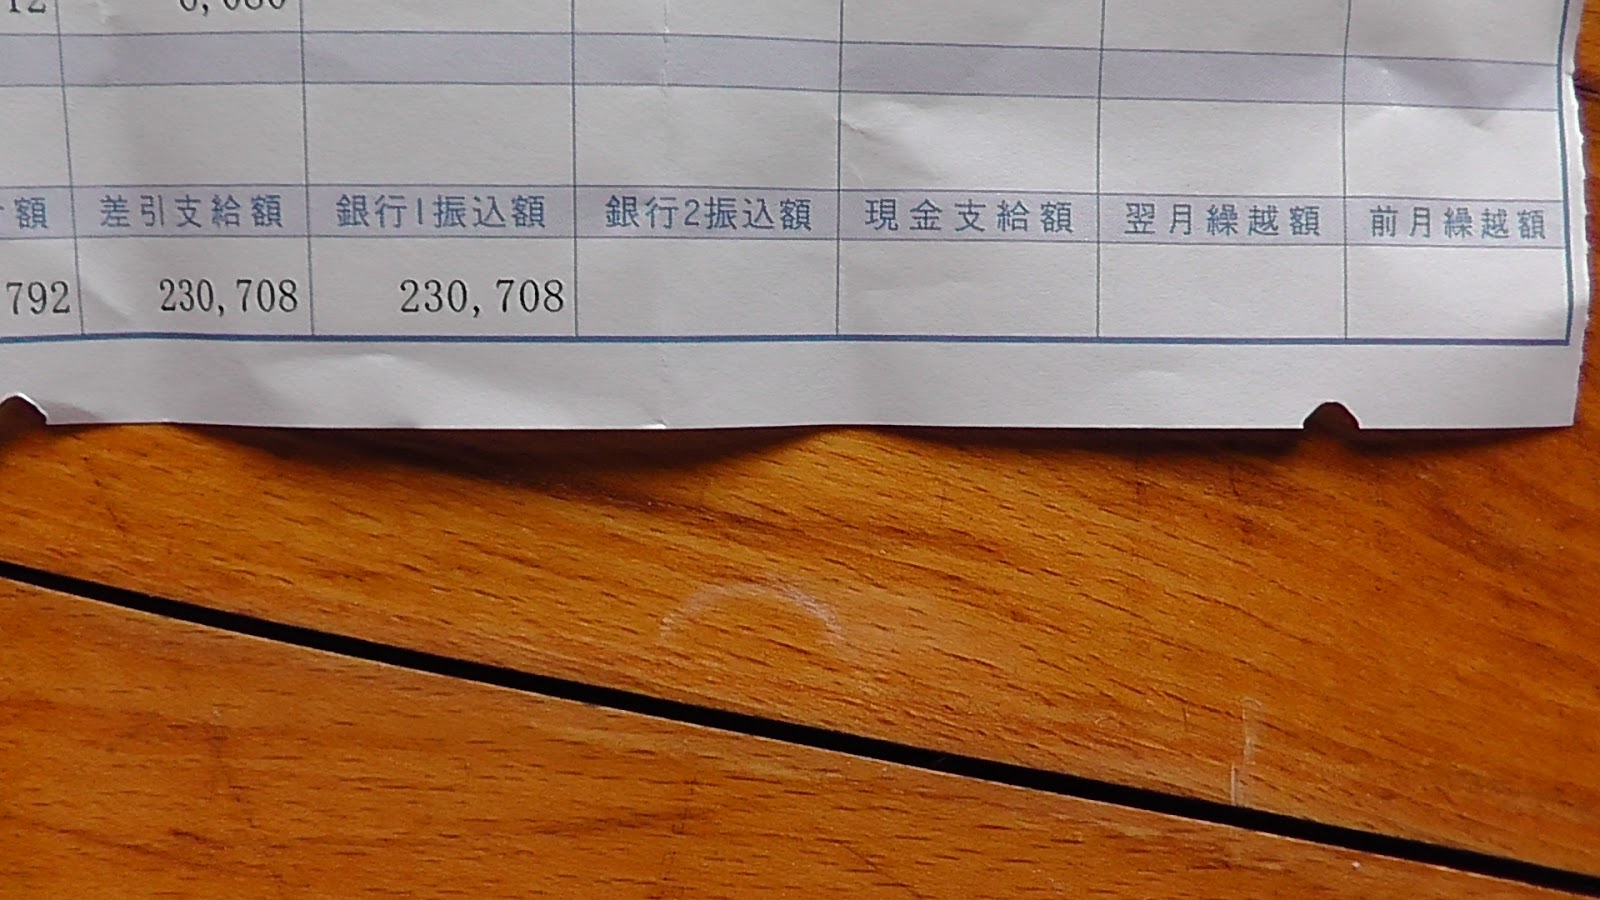 額 差引支給額 銀行1振込額 銀行2振込額 現金支給額 翌月繰越額 前月繰越額
792 230,708 230,708